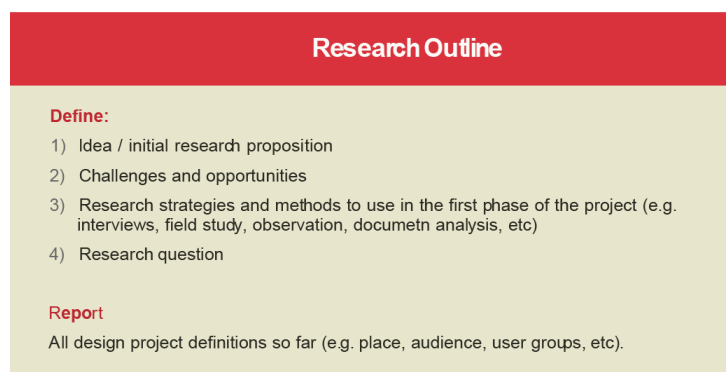 Research Outline
Define:
1) Idea / initial research proposition
2) Challenges and opportunities
3) Research strategies and methods to use in the first phase of the project (e.g.
interviews, field study, observation, documetn analysis, etc)
4) Research question
Report
All design project definitions so far (e.g. place, audience, user groups, etc).